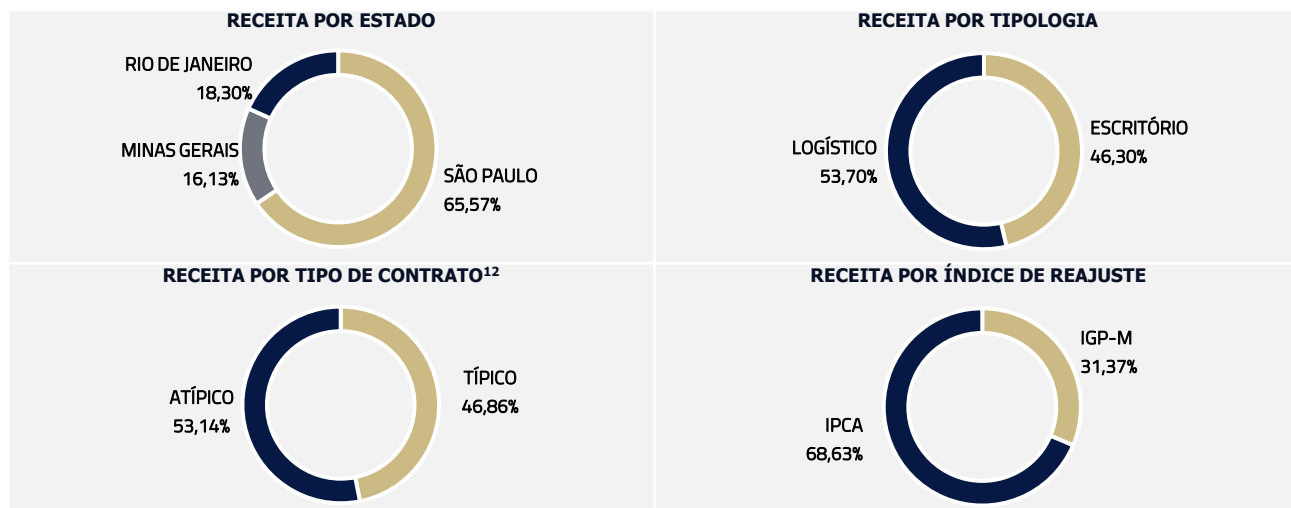 RECEITA POR ESTADO
RIO DE JANEIRO
18,30%
MINAS GERAIS
16,13%
SÃO PAULO
65,57%
RECEITA POR TIPOLOGIA
LOGÍSTICO
53,70%
ESCRITÓRIO
46,30%
RECEITA POR TIPO DE CONTRATO¹²
ATÍPICO
53,14%
TÍPICO
46,86%
RECEITA POR ÍNDICE DE REAJUSTE
IGP-M
31,37%
IPCA
68,63%